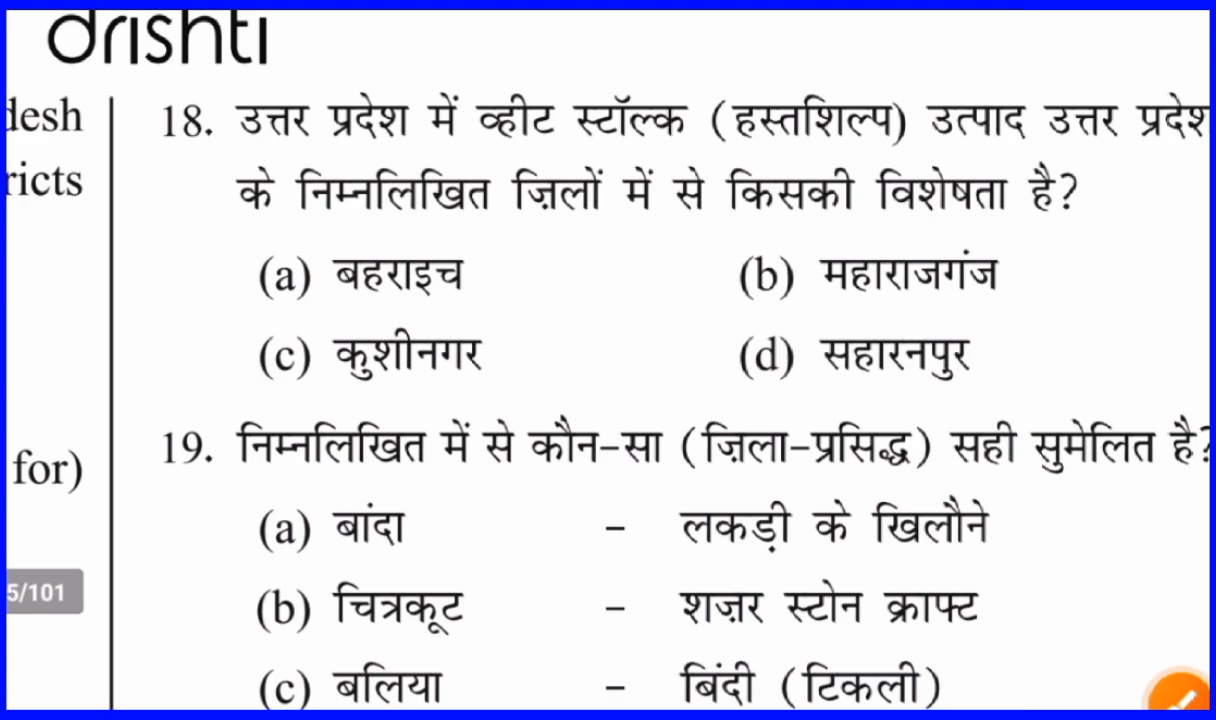 drishti
desh
ricts
for)
5/101
18. उत्तर प्रदेश में व्हीट स्टॉल्क (हस्तशिल्प) उत्पाद उत्तर प्रदेश
के निम्नलिखित ज़िलों में से किसकी विशेषता है?
(a) बहराइच (b) महाराजगंज
(c) कुशीनगर (d) सहारनपुर
19. निम्नलिखित में से कौन-सा (ज़िला-प्रसिद्ध) सही सुमेलित है?
(a) बांदा - लकड़ी के खिलौने
(b) चित्रकूट - शज़र स्टोन क्राफ्ट
(c) बलिया - बिंदी (टिकली)